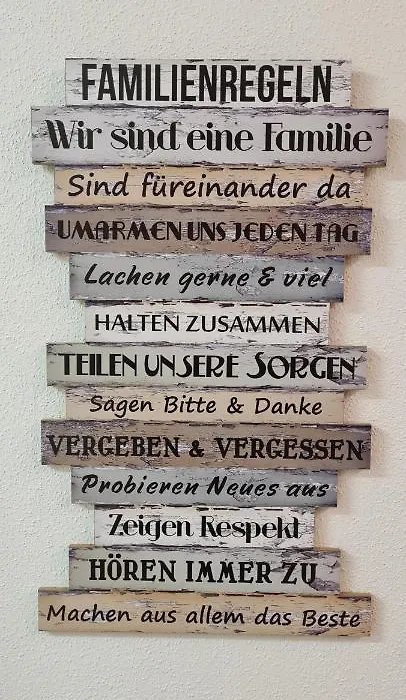 FAMILIENREGELN
Wir sind eine Familie
Sind füreinander da
UMARMEN UNS JEDEN TAG
Lachen gerne & viel
HALTEN ZUSAMMEN
TEILEN UNSERE SORGEN
Sagen Bitte & Danke
VERGEBEN & VERGESSEN
Probieren Neues aus
Zeigen Respekt
HÖREN IMMER ZU
Machen aus allem das Beste